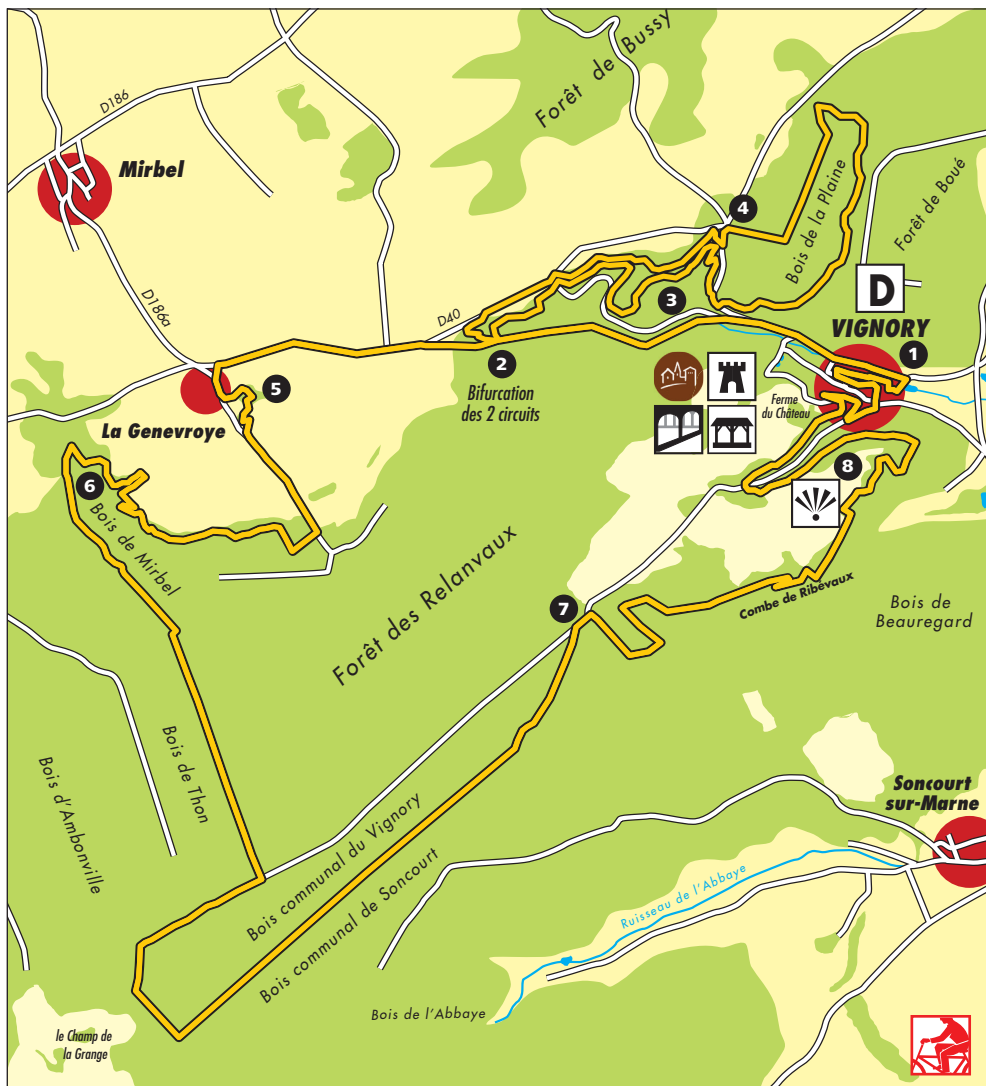 Forêt de Bussy
D186
Mirbel
4
Bois de la Plaine
Forêt de Boué
D
D186a
3
D40
VIGNORY
1
2
Bifurcation
des 2 circuits
5
Ferme
du Château
La Genevroye
6
8
Bois de Mirbel
Forêt des Relanvaux
7
Combe de Ribévaux
Bois de
Beauregard
Bois de Thon
Bois d'Ambonville
Soncourt
sur-Marne
Bois communal du Vignory
Bois communal de Soncourt
Ruisseau de l'Abbaye
Bois de l'Abbaye
le Champ de
la Grange